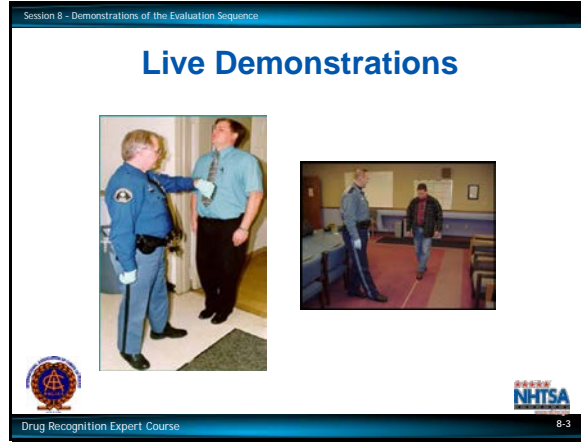 Session 8 - Demonstrations of the Evaluation Sequence
Live Demonstrations
NHTSA
Drug Recognition Expert Course
8-3